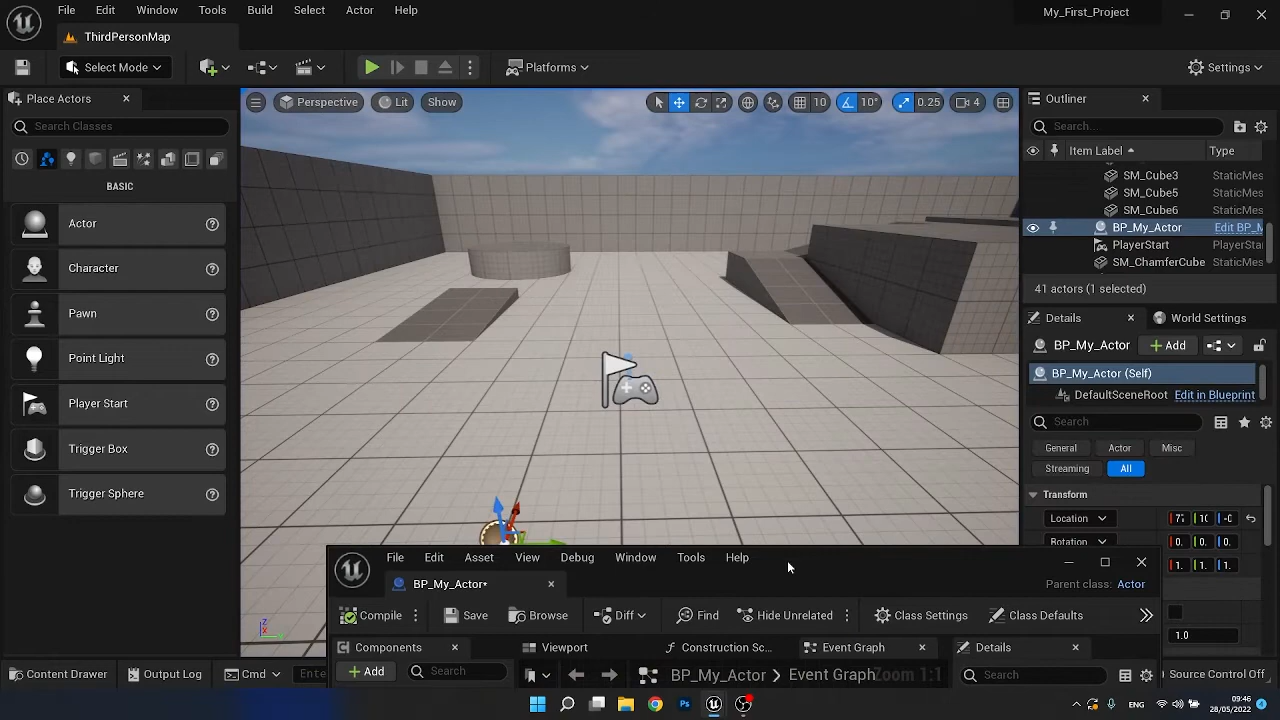 File Edit Window Tools Build Select Actor Help My_First_Project
ThirdPersonMap
Select Mode Platforms Settings
Place Actors Perspective Lit Show 10 10° 0.25 4 Outliner
Search Classes Search...
Item Label Type
BASIC
SM_Cube3 StaticMes
SM_Cube5 StaticMes
SM_Cube6 StaticMes
Actor BP_My_Actor Edit BP_M
PlayerStart PlayerSta
Character SM_ChamferCube StaticMes
41 actors (1 selected)
Pawn Details World Settings
BP_My_Actor Add
Point Light BP_My_Actor (Self)
DefaultSceneRoot Edit in Blueprint
Player Start Search
General Actor Misc
Trigger Box Streaming All
Trigger Sphere Transform
Location
Rotation
File Edit Asset View Debug Window Tools Help
BP_My_Actor* Parent class: Actor
Compile Save Browse Diff Find Hide Unrelated Class Settings Class Defaults
1.0
Components Viewport Construction Sc... Event Graph Details
Content Drawer Output Log Cmd Ente Add Search BP_My_Actor Event Graph Zoom 1:1 Search Source Control Off
09:46
28/05/2022